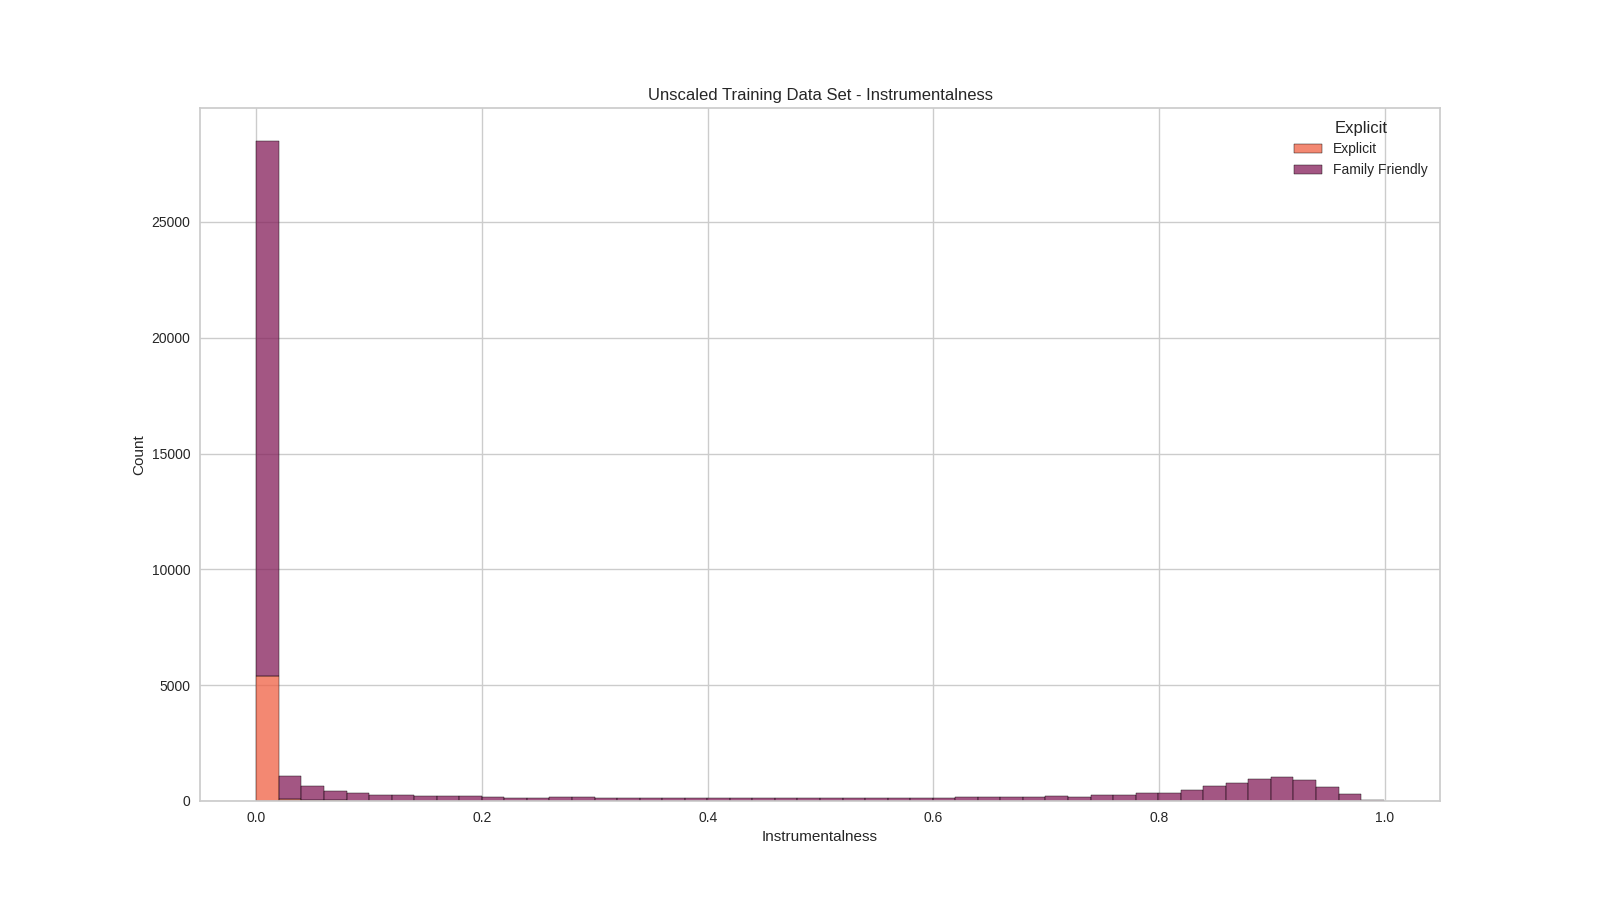 Unscaled Training Data Set - Instrumentalness
Explicit
Explicit
Family Friendly
25000
20000
15000
10000
5000
0
Count
0.0 0.2 0.4 0.6 0.8 1.0
Instrumentalness